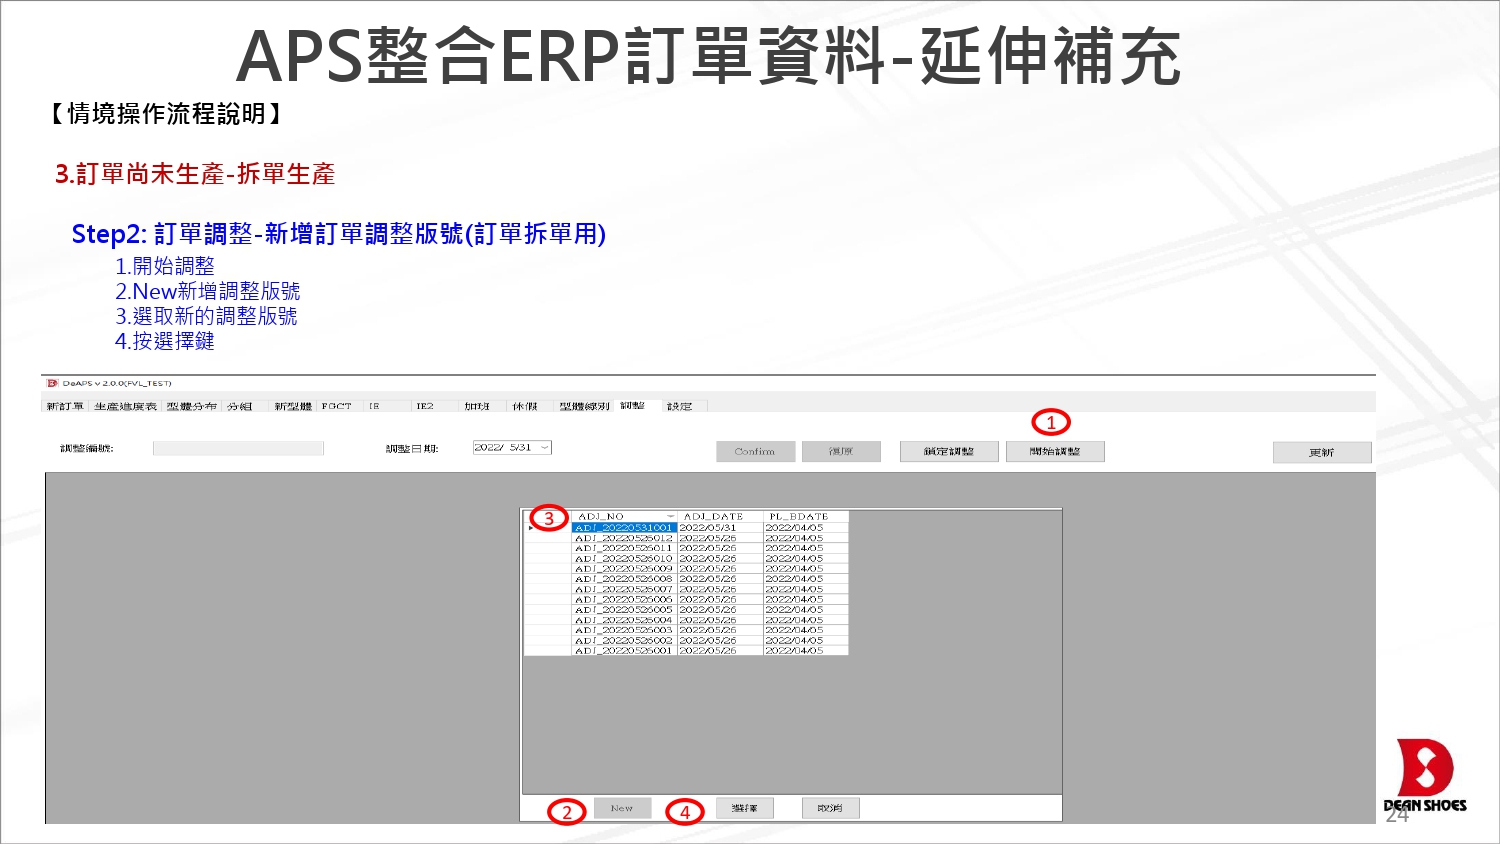 APS整合ERP訂單資料-延伸補充
【情境操作流程說明】
3.訂單尚未生產-拆單生產
Step2: 訂單調整-新增訂單調整版號(訂單拆單用)
1.開始調整
2.New新增調整版號
3.選取新的調整版號
4.按選擇鍵
DeAPS v 2.0.0(FVL_TEST)
新訂單 生產進度表 型體分布 分組 新型體 FGCT IE IE2 加班 休假 型體線別 調整 設定
1
調整編號: 調整日期: 2022/ 5/31 Confirm 復原 鎖定調整 開始調整 更新
3 ADJ_NO ADJ_DATE PL_BDATE
ADJ_20220531001 2022/05/31 2022/04/05
ADJ_20220526012 2022/05/26 2022/04/05
ADJ_20220526011 2022/05/26 2022/04/05
ADJ_20220526010 2022/05/26 2022/04/05
ADJ_20220526009 2022/05/26 2022/04/05
ADJ_20220526008 2022/05/26 2022/04/05
ADJ_20220526007 2022/05/26 2022/04/05
ADJ_20220526006 2022/05/26 2022/04/05
ADJ_20220526005 2022/05/26 2022/04/05
ADJ_20220526004 2022/05/26 2022/04/05
ADJ_20220526003 2022/05/26 2022/04/05
ADJ_20220526002 2022/05/26 2022/04/05
ADJ_20220526001 2022/05/26 2022/04/05
2 New 4 選擇 取消
DEAN SHOES
24